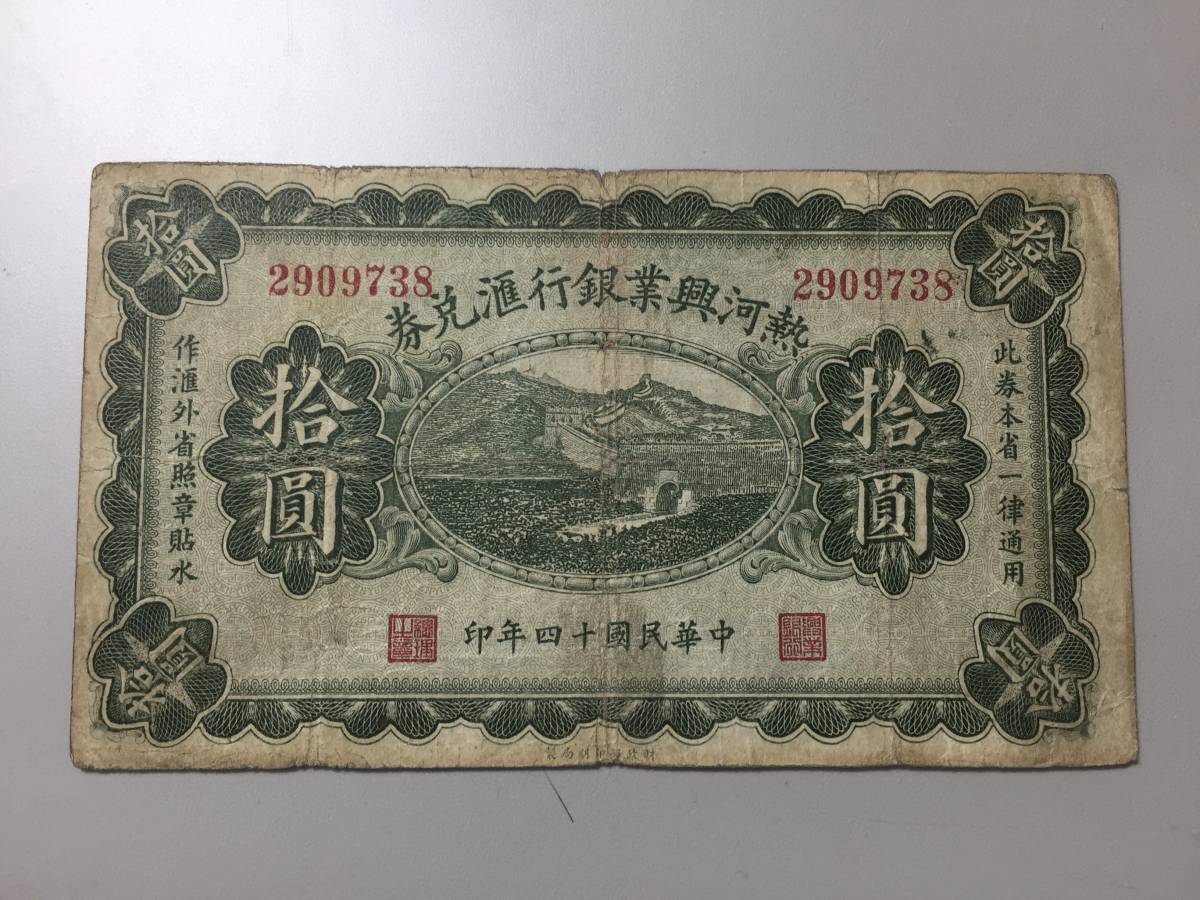 熱河興業銀行滙兌券
2909738
2909738
拾圓
拾圓
拾圓
拾圓
拾圓
拾圓
此券本省一律通用
作滙外省照章貼水
中華民國十四年印